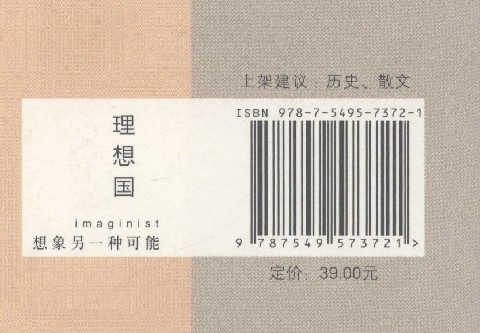 上架建议：历史、散文
ISBN 978-7-5495-7372-1
理
想
国
imaginist
想象另一种可能
9 787549 573721 >
定价：39.00元